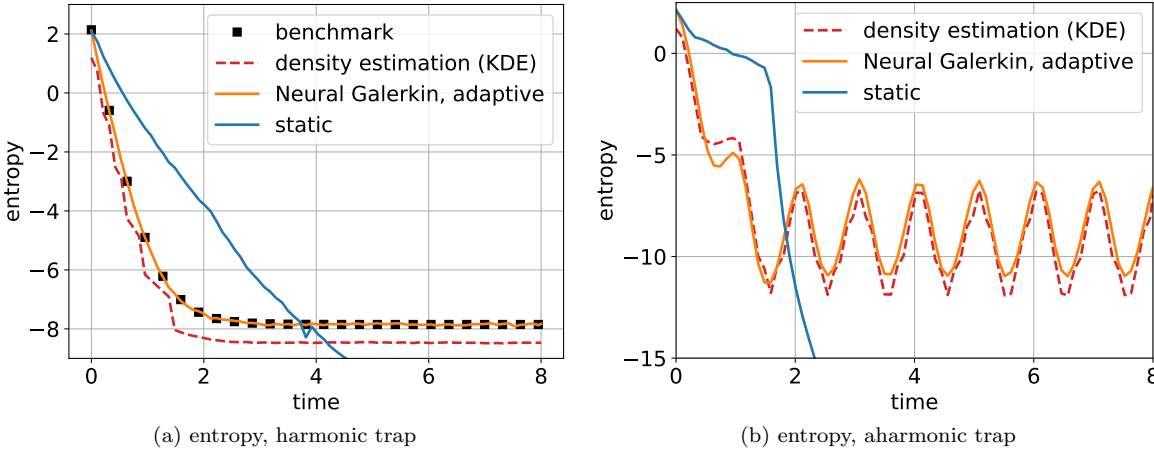 2
0
−2
−4
−6
−8
entropy
benchmark
density estimation (KDE)
Neural Galerkin, adaptive
static
0 2 4 6 8
time
(a) entropy, harmonic trap
0
−5
−10
−15
entropy
density estimation (KDE)
Neural Galerkin, adaptive
static
0 2 4 6 8
time
(b) entropy, aharmonic trap